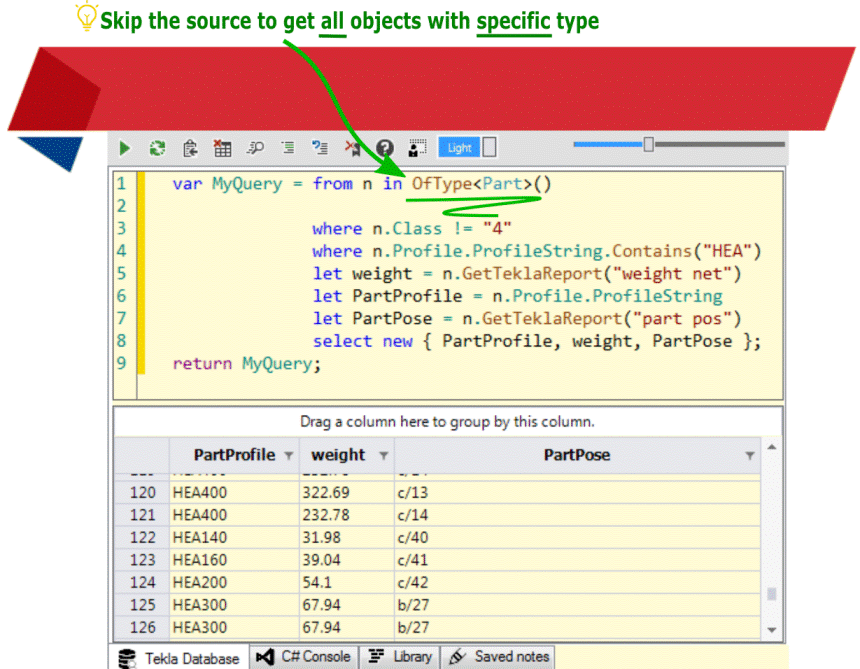 Skip the source to get all objects with specific type
Light
1 var MyQuery = from n in OfType<Part>()
2
3 where n.Class != "4"
4 where n.Profile.ProfileString.Contains("HEA")
5 let weight = n.GetTeklaReport("weight net")
6 let PartProfile = n.Profile.ProfileString
7 let PartPose = n.GetTeklaReport("part pos")
8 select new { PartProfile, weight, PartPose };
9 return MyQuery;
Drag a column here to group by this column.
PartProfile weight PartPose
120 HEA400 322.69 c/13
121 HEA400 232.78 c/14
122 HEA140 31.98 c/40
123 HEA160 39.04 c/41
124 HEA200 54.1 c/42
125 HEA300 67.94 b/27
126 HEA300 67.94 b/27
Tekla Database C# Console Library Saved notes